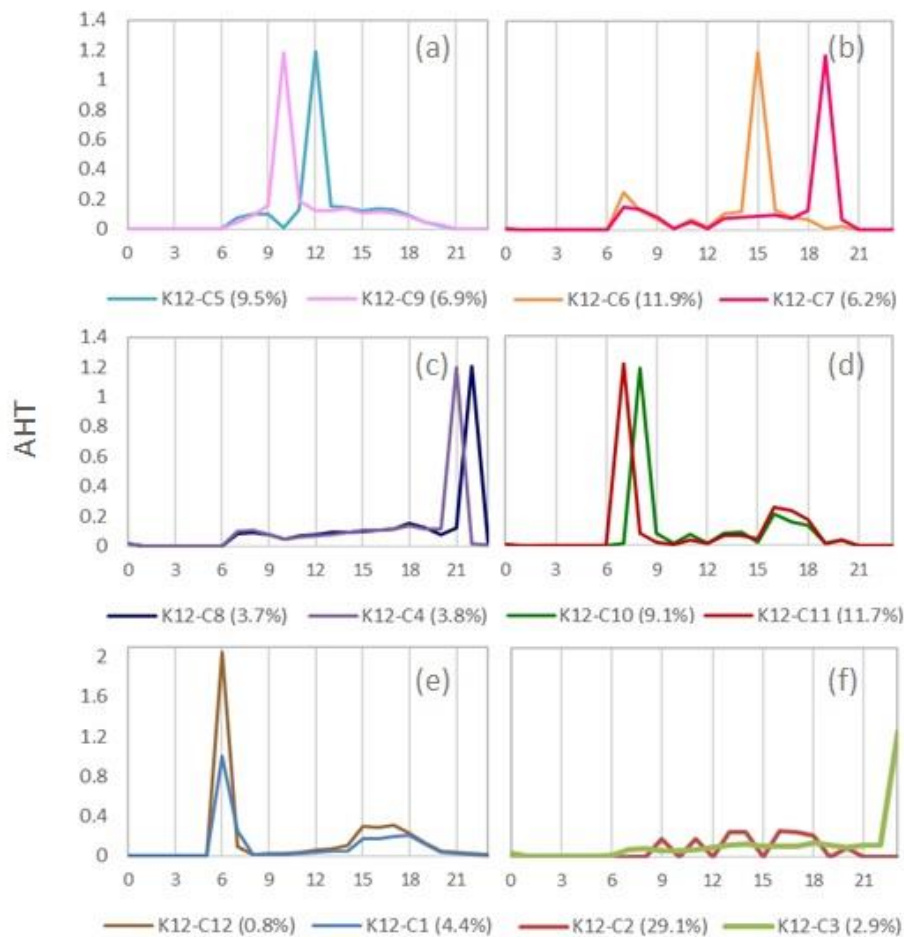 1.4
1.2
1
0.8
0.6
0.4
0.2
0
(a)
(b)
0 3 6 9 12 15 18 21
0 3 6 9 12 15 18 21
K12-C5 (9.5%) K12-C9 (6.9%)
K12-C6 (11.9%) K12-C7 (6.2%)
AHT
1.4
1.2
1
0.8
0.6
0.4
0.2
0
(c)
(d)
0 3 6 9 12 15 18 21
0 3 6 9 12 15 18 21
K12-C8 (3.7%) K12-C4 (3.8%)
K12-C10 (9.1%) K12-C11 (11.7%)
2
1.6
1.2
0.8
0.4
0
(e)
(f)
0 3 6 9 12 15 18 21
0 3 6 9 12 15 18 21
K12-C12 (0.8%) K12-C1 (4.4%)
K12-C2 (29.1%) K12-C3 (2.9%)